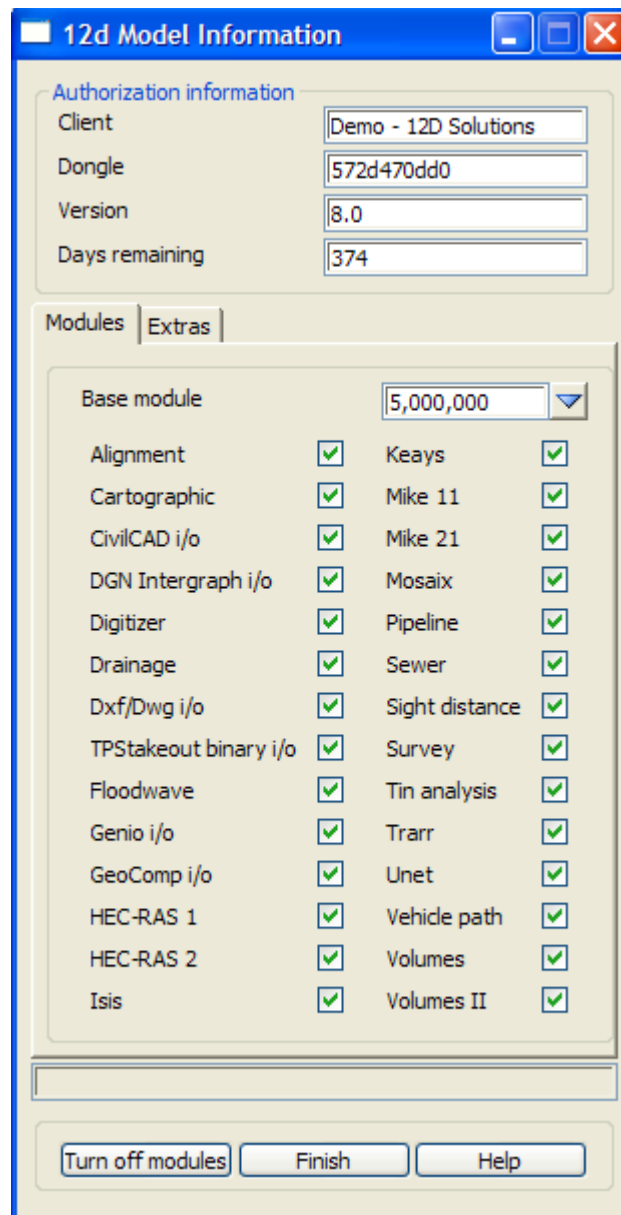 12d Model Information
Authorization information
Client Demo - 12D Solutions
Dongle 572d470dd0
Version 8.0
Days remaining 374
Modules Extras
Base module 5,000,000
Alignment Keays
Cartographic Mike 11
CivilCAD i/o Mike 21
DGN Intergraph i/o Mosaix
Digitizer Pipeline
Drainage Sewer
Dxf/Dwg i/o Sight distance
TPStakeout binary i/o Survey
Floodwave Tin analysis
Genio i/o Trarr
GeoComp i/o Unet
HEC-RAS 1 Vehicle path
HEC-RAS 2 Volumes
Isis Volumes II
Turn off modules Finish Help